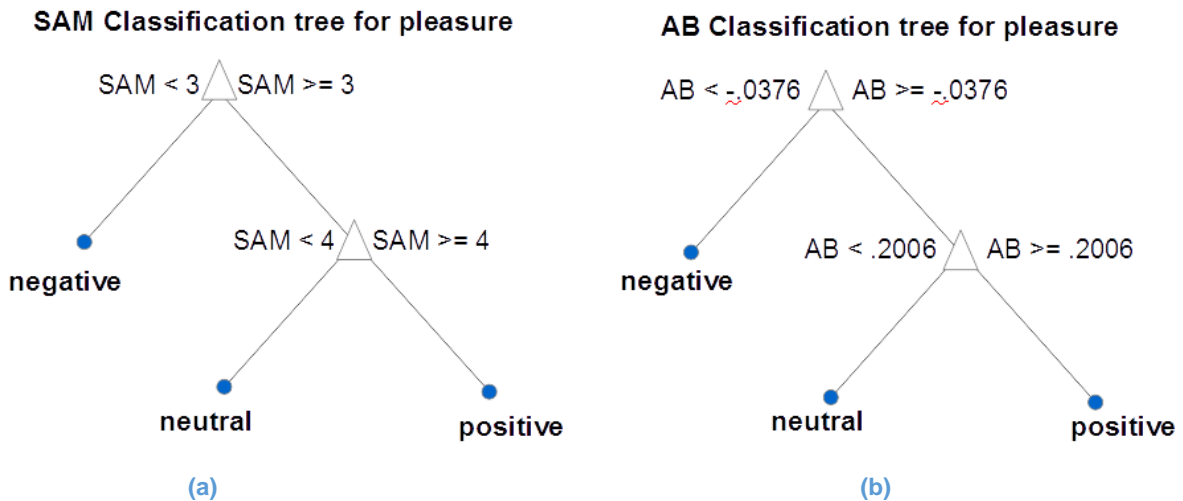 SAM Classification tree for pleasure
SAM < 3 SAM >= 3
SAM < 4 SAM >= 4
negative
neutral
positive
(a)
AB Classification tree for pleasure
AB < -.0376 AB >= -.0376
AB < .2006 AB >= .2006
negative
neutral
positive
(b)